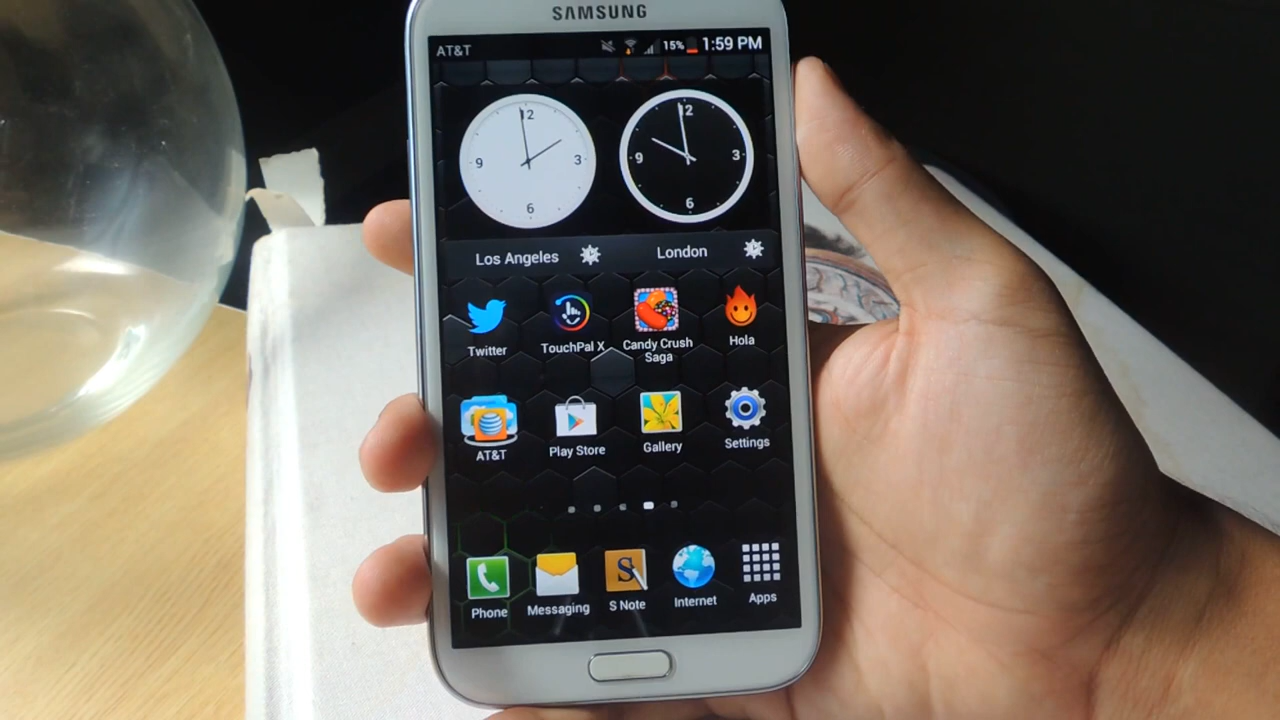 SAMSUNG
AT&T 15% 1:59 PM
12 12
9 3 9 3
6 6
Los Angeles London
Twitter TouchPal X Candy Crush Saga Hola
AT&T Play Store Gallery Settings
S
Phone Messaging S Note Internet Apps